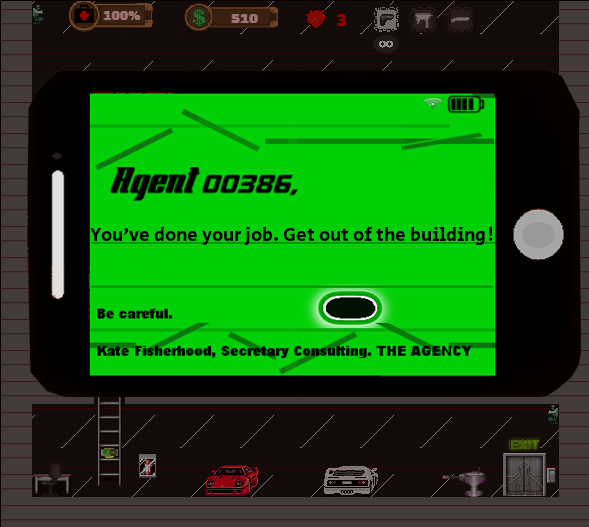 100%
510
3
Agent 00386,
You've done your job. Get out of the building!
Be careful.
Kate Fisherhood, Secretary Consulting. THE AGENCY
EXIT